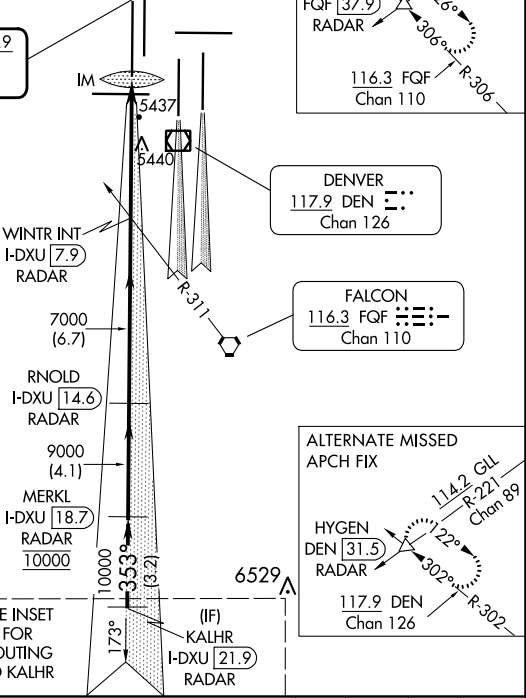 .9
IM
5437
5440
WINTR INT
I-DXU 7.9
RADAR
7000
(6.7)
RNOLD
I-DXU 14.6
RADAR
9000
(4.1)
MERKL
I-DXU 18.7
RADAR
10000
10000
353°
(3.2)
173°
(IF)
KALHR
I-DXU 21.9
RADAR
6529
E INSET
FOR
OUTING
KALHR
R-311
FQF 37.9
RADAR
306°
R-306
116.3 FQF
Chan 110
DENVER
117.9 DEN
Chan 126
FALCON
116.3 FQF
Chan 110
ALTERNATE MISSED
APCH FIX
114.2 GLL
R-221
Chan 89
HYGEN
DEN 31.5
RADAR
122°
302°
R-302
117.9 DEN
Chan 126